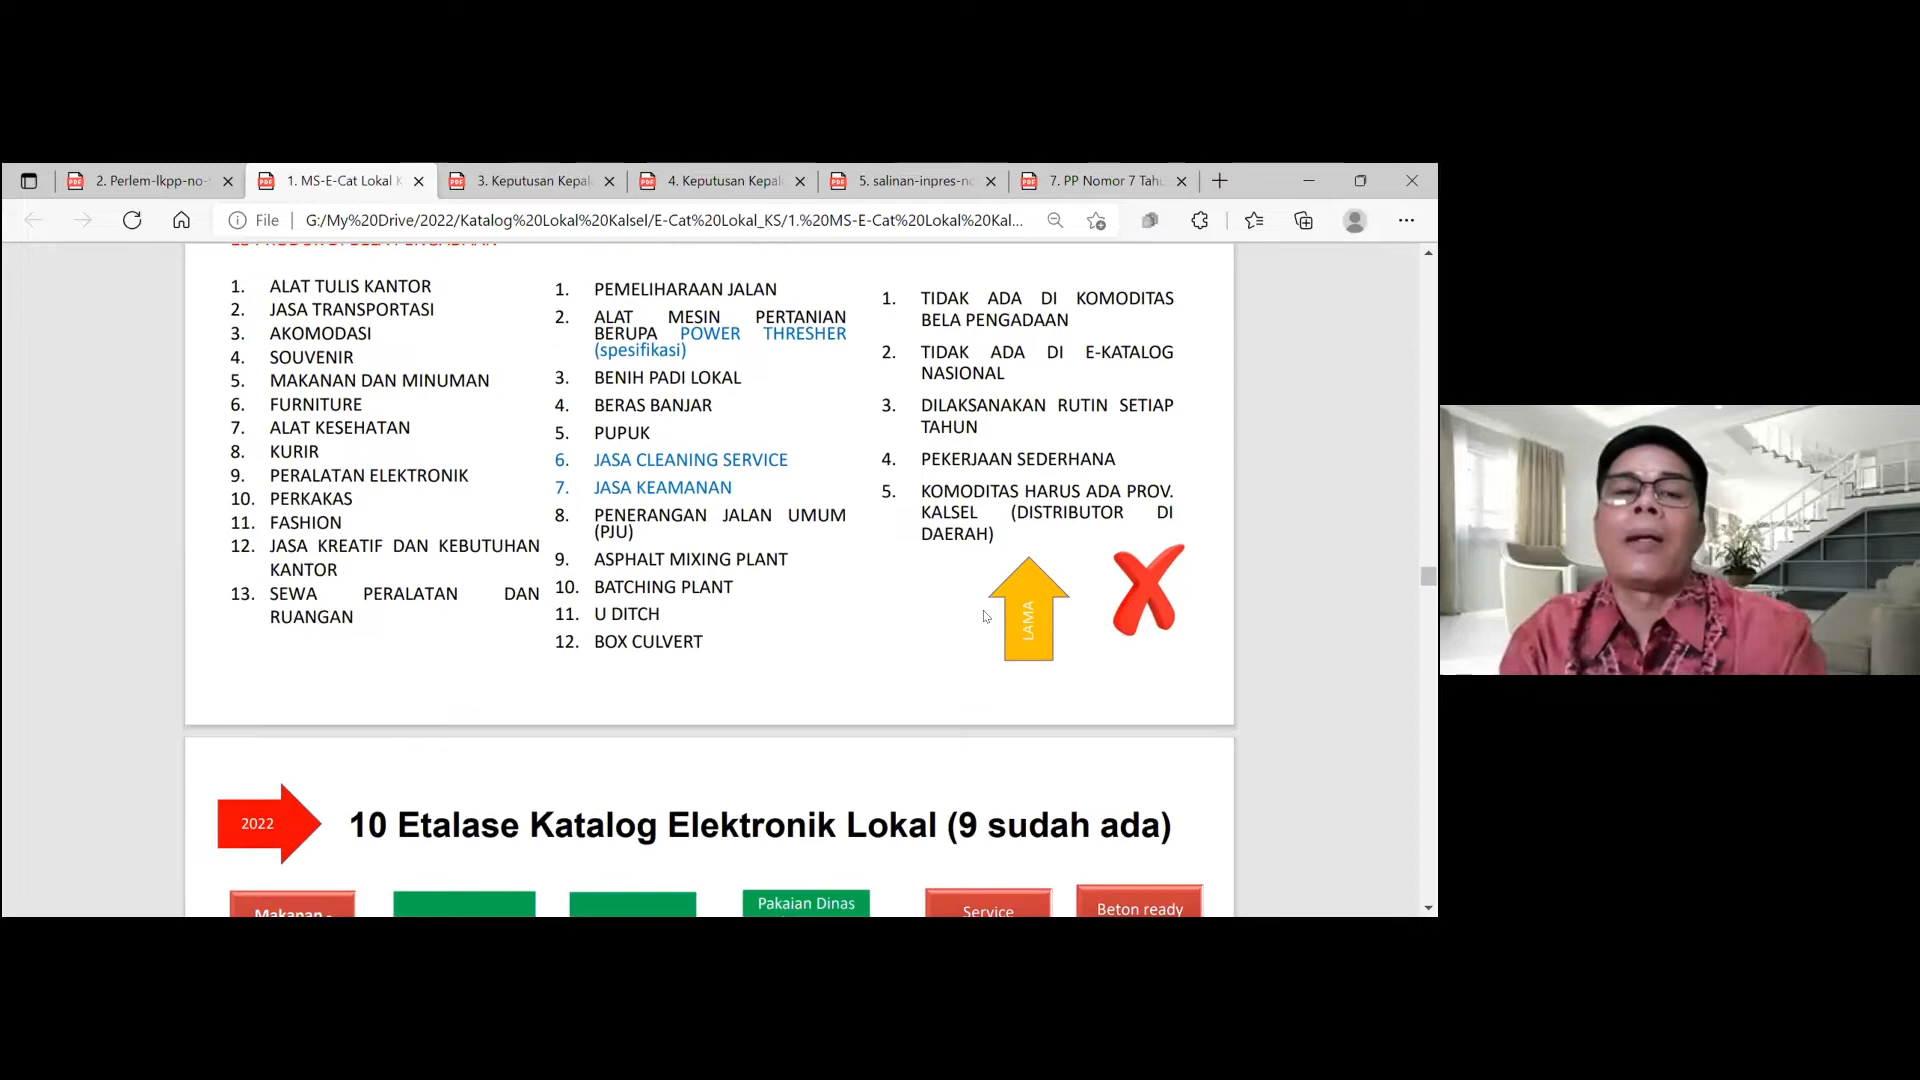 2. Perlem-lkpp-no-
1. MS-E-Cat Lokal K
3. Keputusan Kepal
4. Keputusan Kepal
5. salinan-inpres-no
7. PP Nomor 7 Tahu
File
G:/My%20Drive/2022/Katalog%20Lokal%20Kalsel/E-Cat%20Lokal_KS/1.%20MS-E-Cat%20Lokal%20Kal...
1. ALAT TULIS KANTOR
2. JASA TRANSPORTASI
3. AKOMODASI
4. SOUVENIR
5. MAKANAN DAN MINUMAN
6. FURNITURE
7. ALAT KESEHATAN
8. KURIR
9. PERALATAN ELEKTRONIK
10. PERKAKAS
11. FASHION
12. JASA KREATIF DAN KEBUTUHAN
KANTOR
13. SEWA PERALATAN DAN
RUANGAN
1. PEMELIHARAAN JALAN
2. ALAT MESIN PERTANIAN
BERUPA POWER THRESHER
(spesifikasi)
3. BENIH PADI LOKAL
4. BERAS BANJAR
5. PUPUK
6. JASA CLEANING SERVICE
7. JASA KEAMANAN
8. PENERANGAN JALAN UMUM
(PJU)
9. ASPHALT MIXING PLANT
10. BATCHING PLANT
11. U DITCH
12. BOX CULVERT
1. TIDAK ADA DI KOMODITAS
BELA PENGADAAN
2. TIDAK ADA DI E-KATALOG
NASIONAL
3. DILAKSANAKAN RUTIN SETIAP
TAHUN
4. PEKERJAAN SEDERHANA
5. KOMODITAS HARUS ADA PROV.
KALSEL (DISTRIBUTOR DI
DAERAH)
LAMA
2022
10 Etalase Katalog Elektronik Lokal (9 sudah ada)
Makanan -
Pakaian Dinas
Service
Beton ready